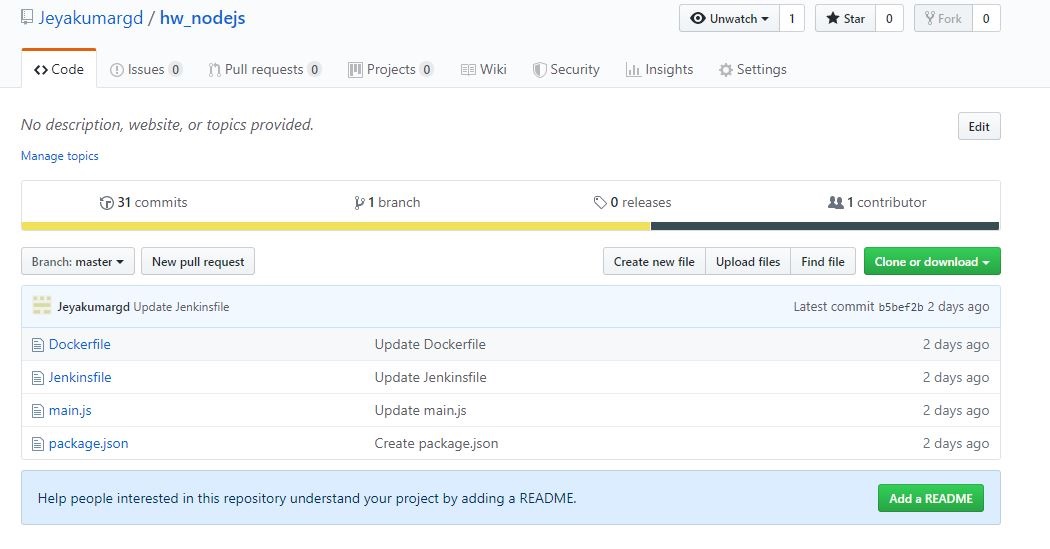 Jeyakumargd / hw_nodejs Unwatch 1 Star 0 Fork 0
Code Issues 0 Pull requests 0 Projects 0 Wiki Security Insights Settings
No description, website, or topics provided. Edit
Manage topics
31 commits 1 branch 0 releases 1 contributor
Branch: master New pull request Create new file Upload files Find file Clone or download
Jeyakumargd Update Jenkinsfile Latest commit b5bef2b 2 days ago
Dockerfile Update Dockerfile 2 days ago
Jenkinsfile Update Jenkinsfile 2 days ago
main.js Update main.js 2 days ago
package.json Create package.json 2 days ago
Help people interested in this repository understand your project by adding a README. Add a README